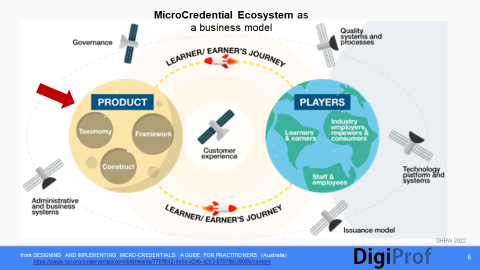 MicroCredential Ecosystem as
a business model
Governance
Quality
systems and
processes
LEARNER/ EARNER'S JOURNEY
PRODUCT
PLAYERS
Taxonomy
Framework
Construct
Learners
& earners
Industry
employers,
& consumers
Staff &
employees
Customer
experience
Administrative
and business
systems
Technology
platform and
systems
LEARNER/ EARNER'S JOURNEY
Issuance model
DHBW 2022
from: DESIGNING AND IMPLEMENTING MICRO-CREDENTIALS: A GUIDE FOR PRACTITIONERS (Australia)
DigiProf
6